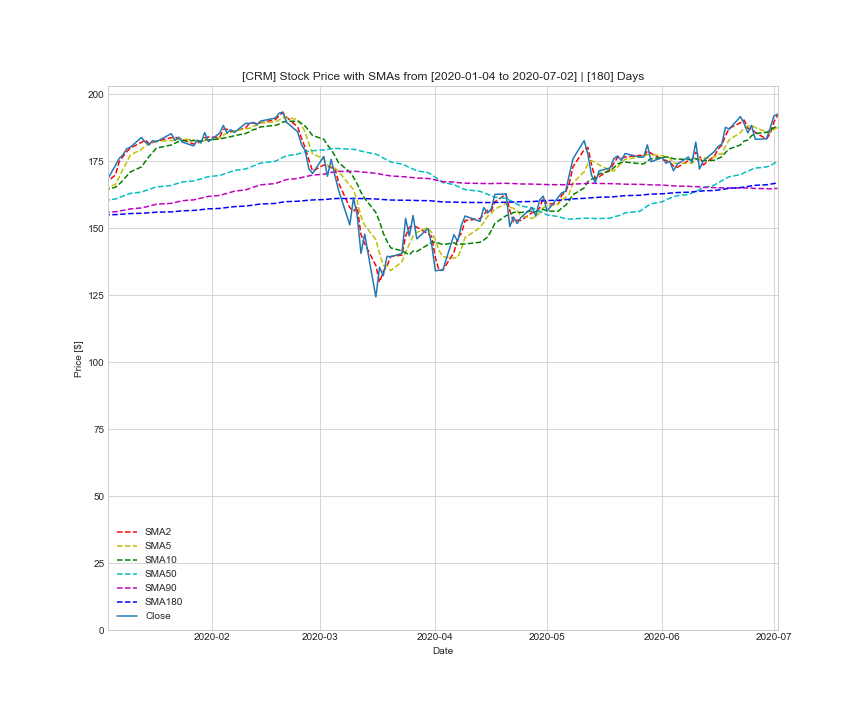 [CRM] Stock Price with SMAs from [2020-01-04 to 2020-07-02] | [180] Days
200
175
150
125
100
75
50
25
0
Price [$]
SMA2
SMA5
SMA10
SMA50
SMA90
SMA180
Close
2020-02 2020-03 2020-04 2020-05 2020-06 2020-07
Date